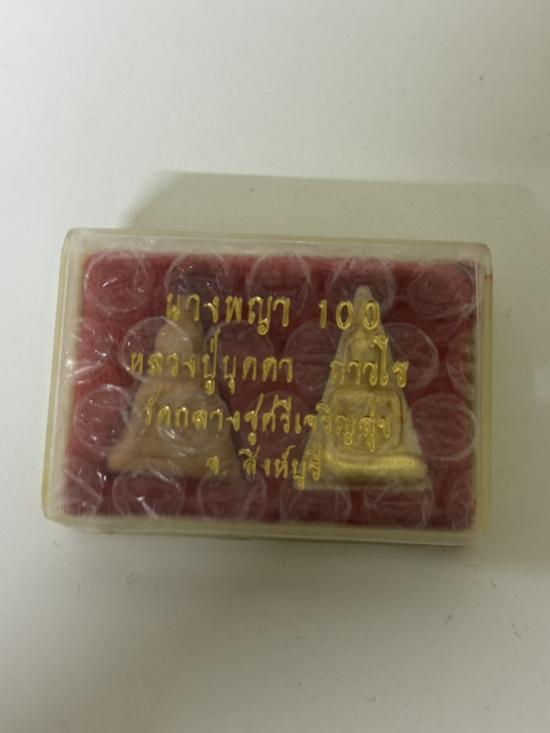 นางพญา 100
หลวงปู่บุดดา ถาวโร
วัดกลางชูศรีเจริญสุข
จ. สิงห์บุรี